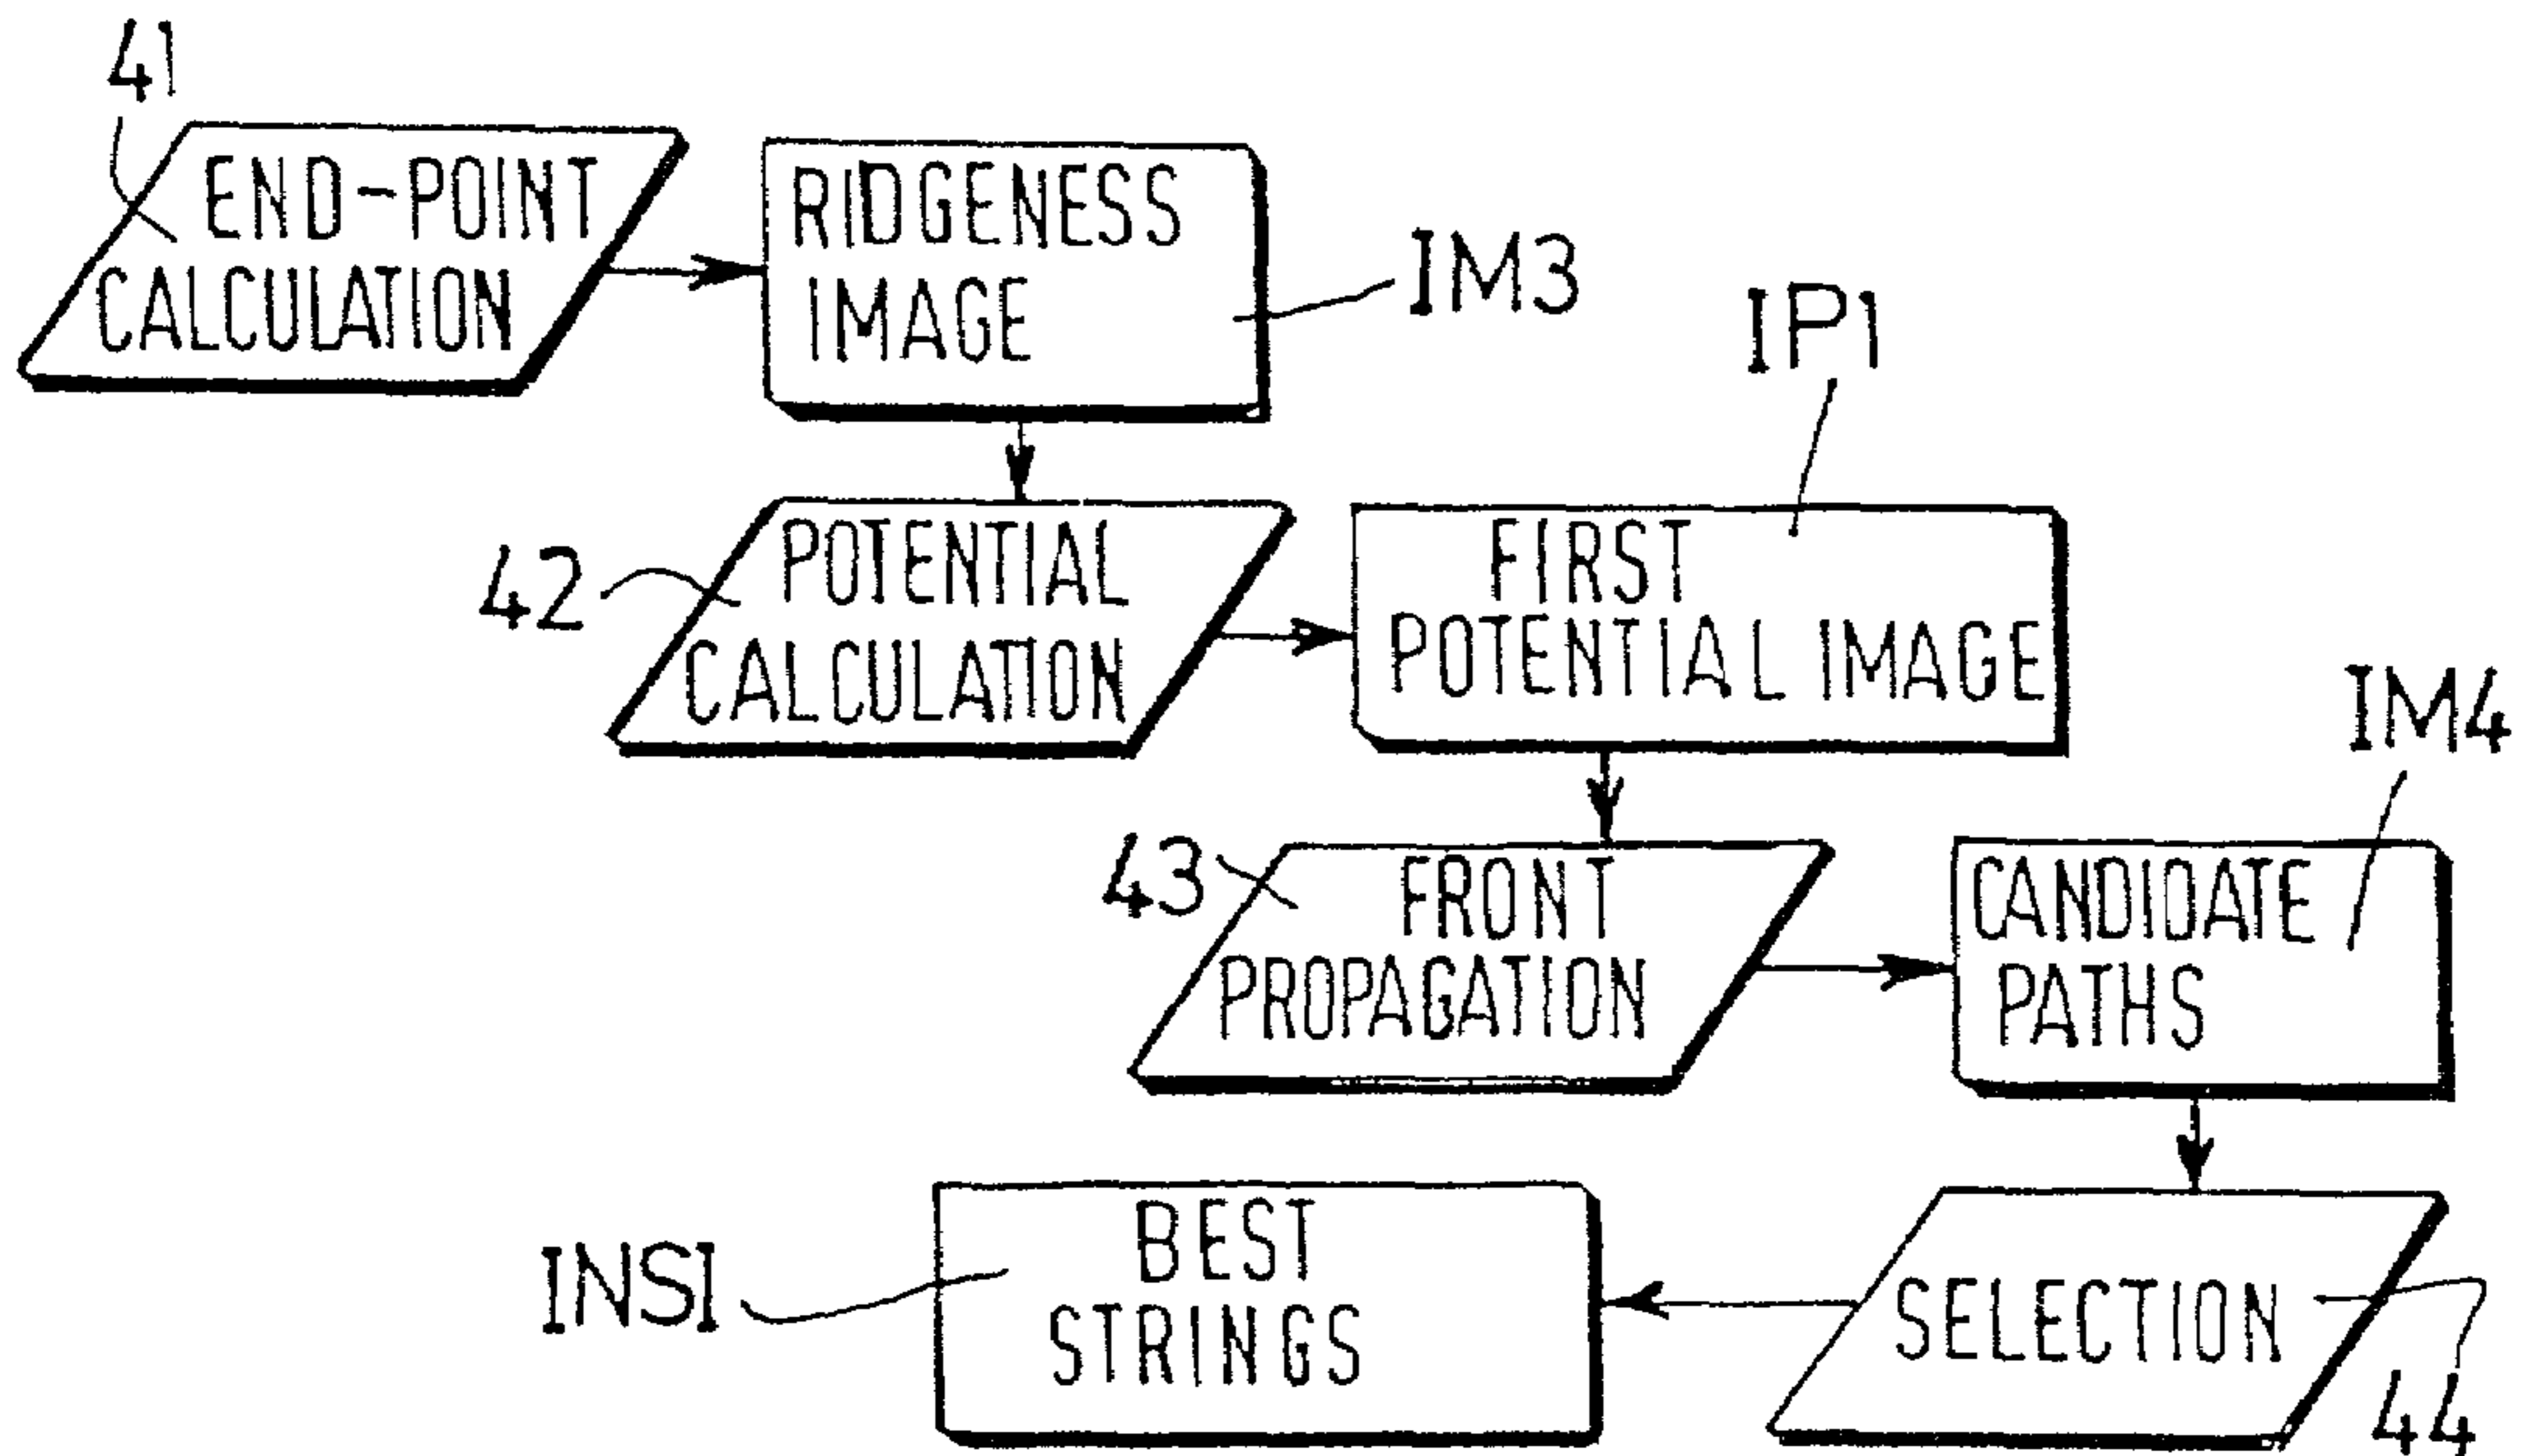 41
END-POINT
CALCULATION
RIDGENESS
IMAGE
IM3
IP1
42
POTENTIAL
CALCULATION
FIRST
POTENTIAL IMAGE
IM4
43
FRONT
PROPAGATION
CANDIDATE
PATHS
INSI
BEST
STRINGS
SELECTION
44